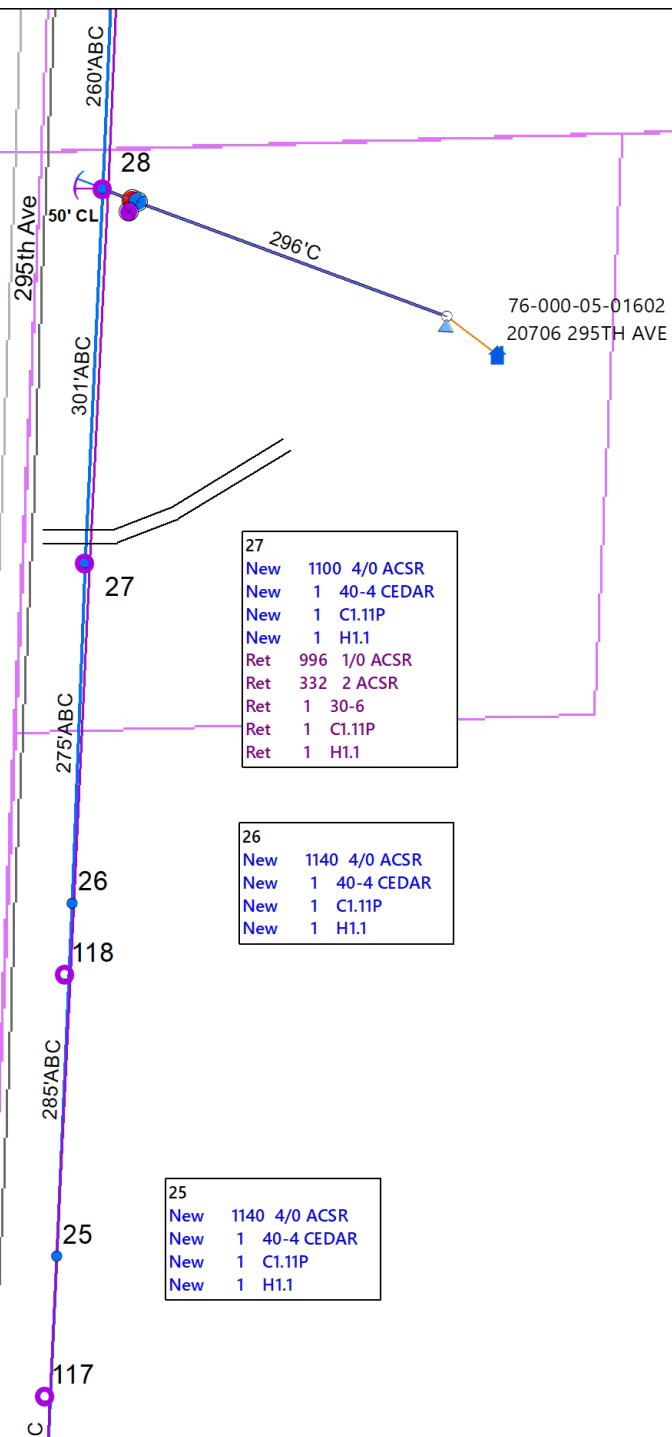 260'ABC
28
50' CL
295th Ave
296'C
76-000-05-01602
20706 295TH AVE
301'ABC
27
27
New 1100 4/0 ACSR
New 1 40-4 CEDAR
New 1 C1.11P
New 1 H1.1
Ret 996 1/0 ACSR
Ret 332 2 ACSR
Ret 1 30-6
Ret 1 C1.11P
Ret 1 H1.1
275'ABC
26
26
New 1140 4/0 ACSR
New 1 40-4 CEDAR
New 1 C1.11P
New 1 H1.1
118
285'ABC
25
New 1140 4/0 ACSR
New 1 40-4 CEDAR
New 1 C1.11P
New 1 H1.1
25
117
C